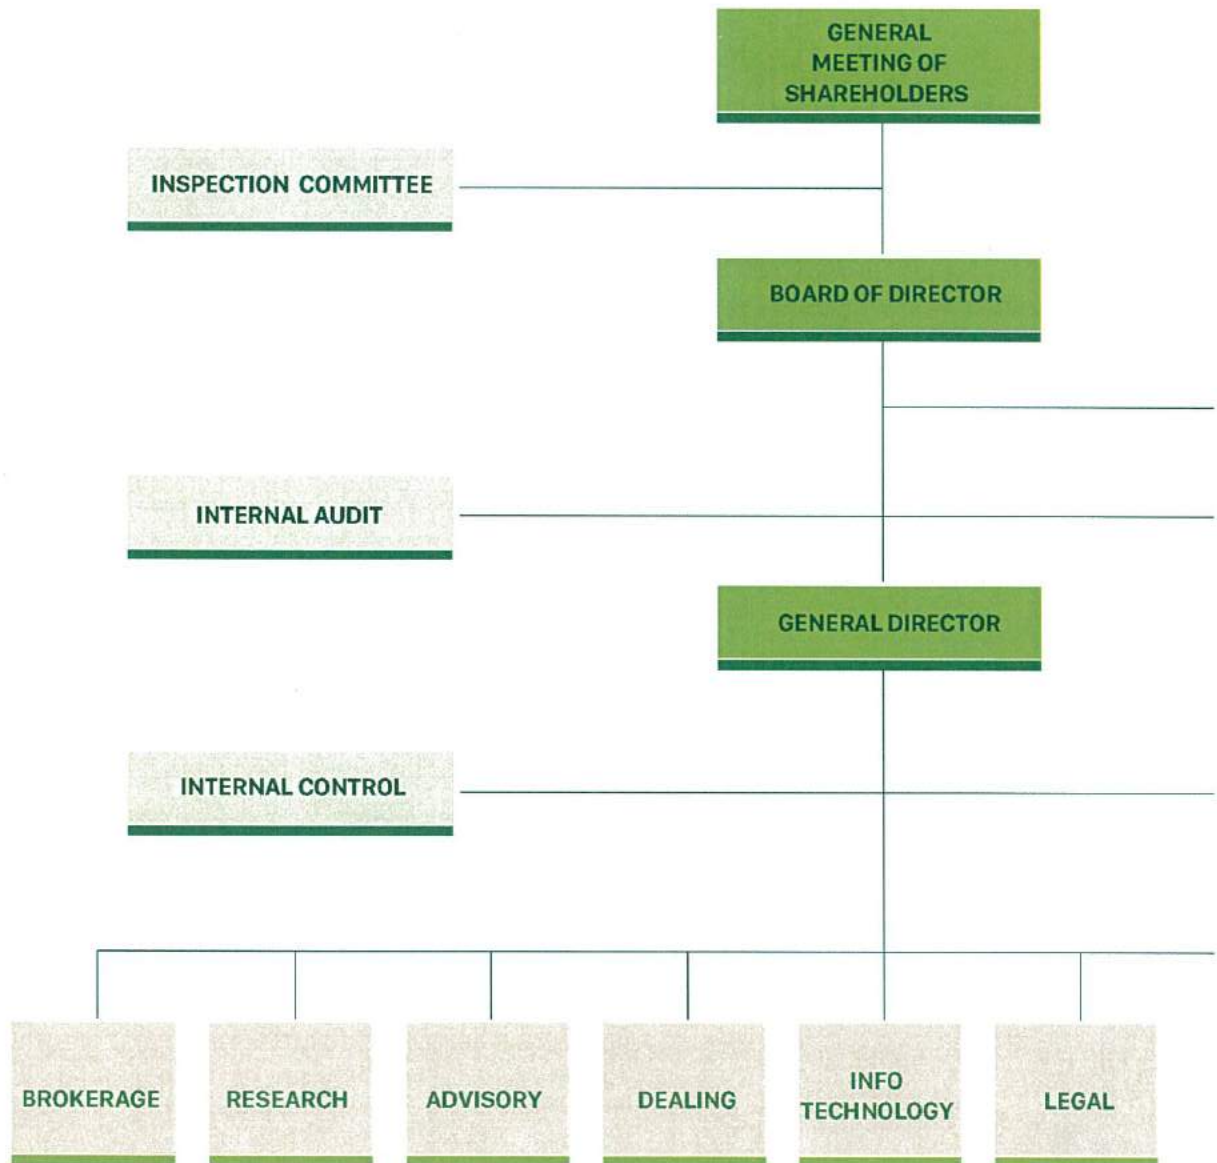 GENERAL
MEETING OF
SHAREHOLDERS
INSPECTION COMMITTEE
BOARD OF DIRECTOR
INTERNAL AUDIT
GENERAL DIRECTOR
INTERNAL CONTROL
BROKERAGE
RESEARCH
ADVISORY
DEALING
INFO
TECHNOLOGY
LEGAL